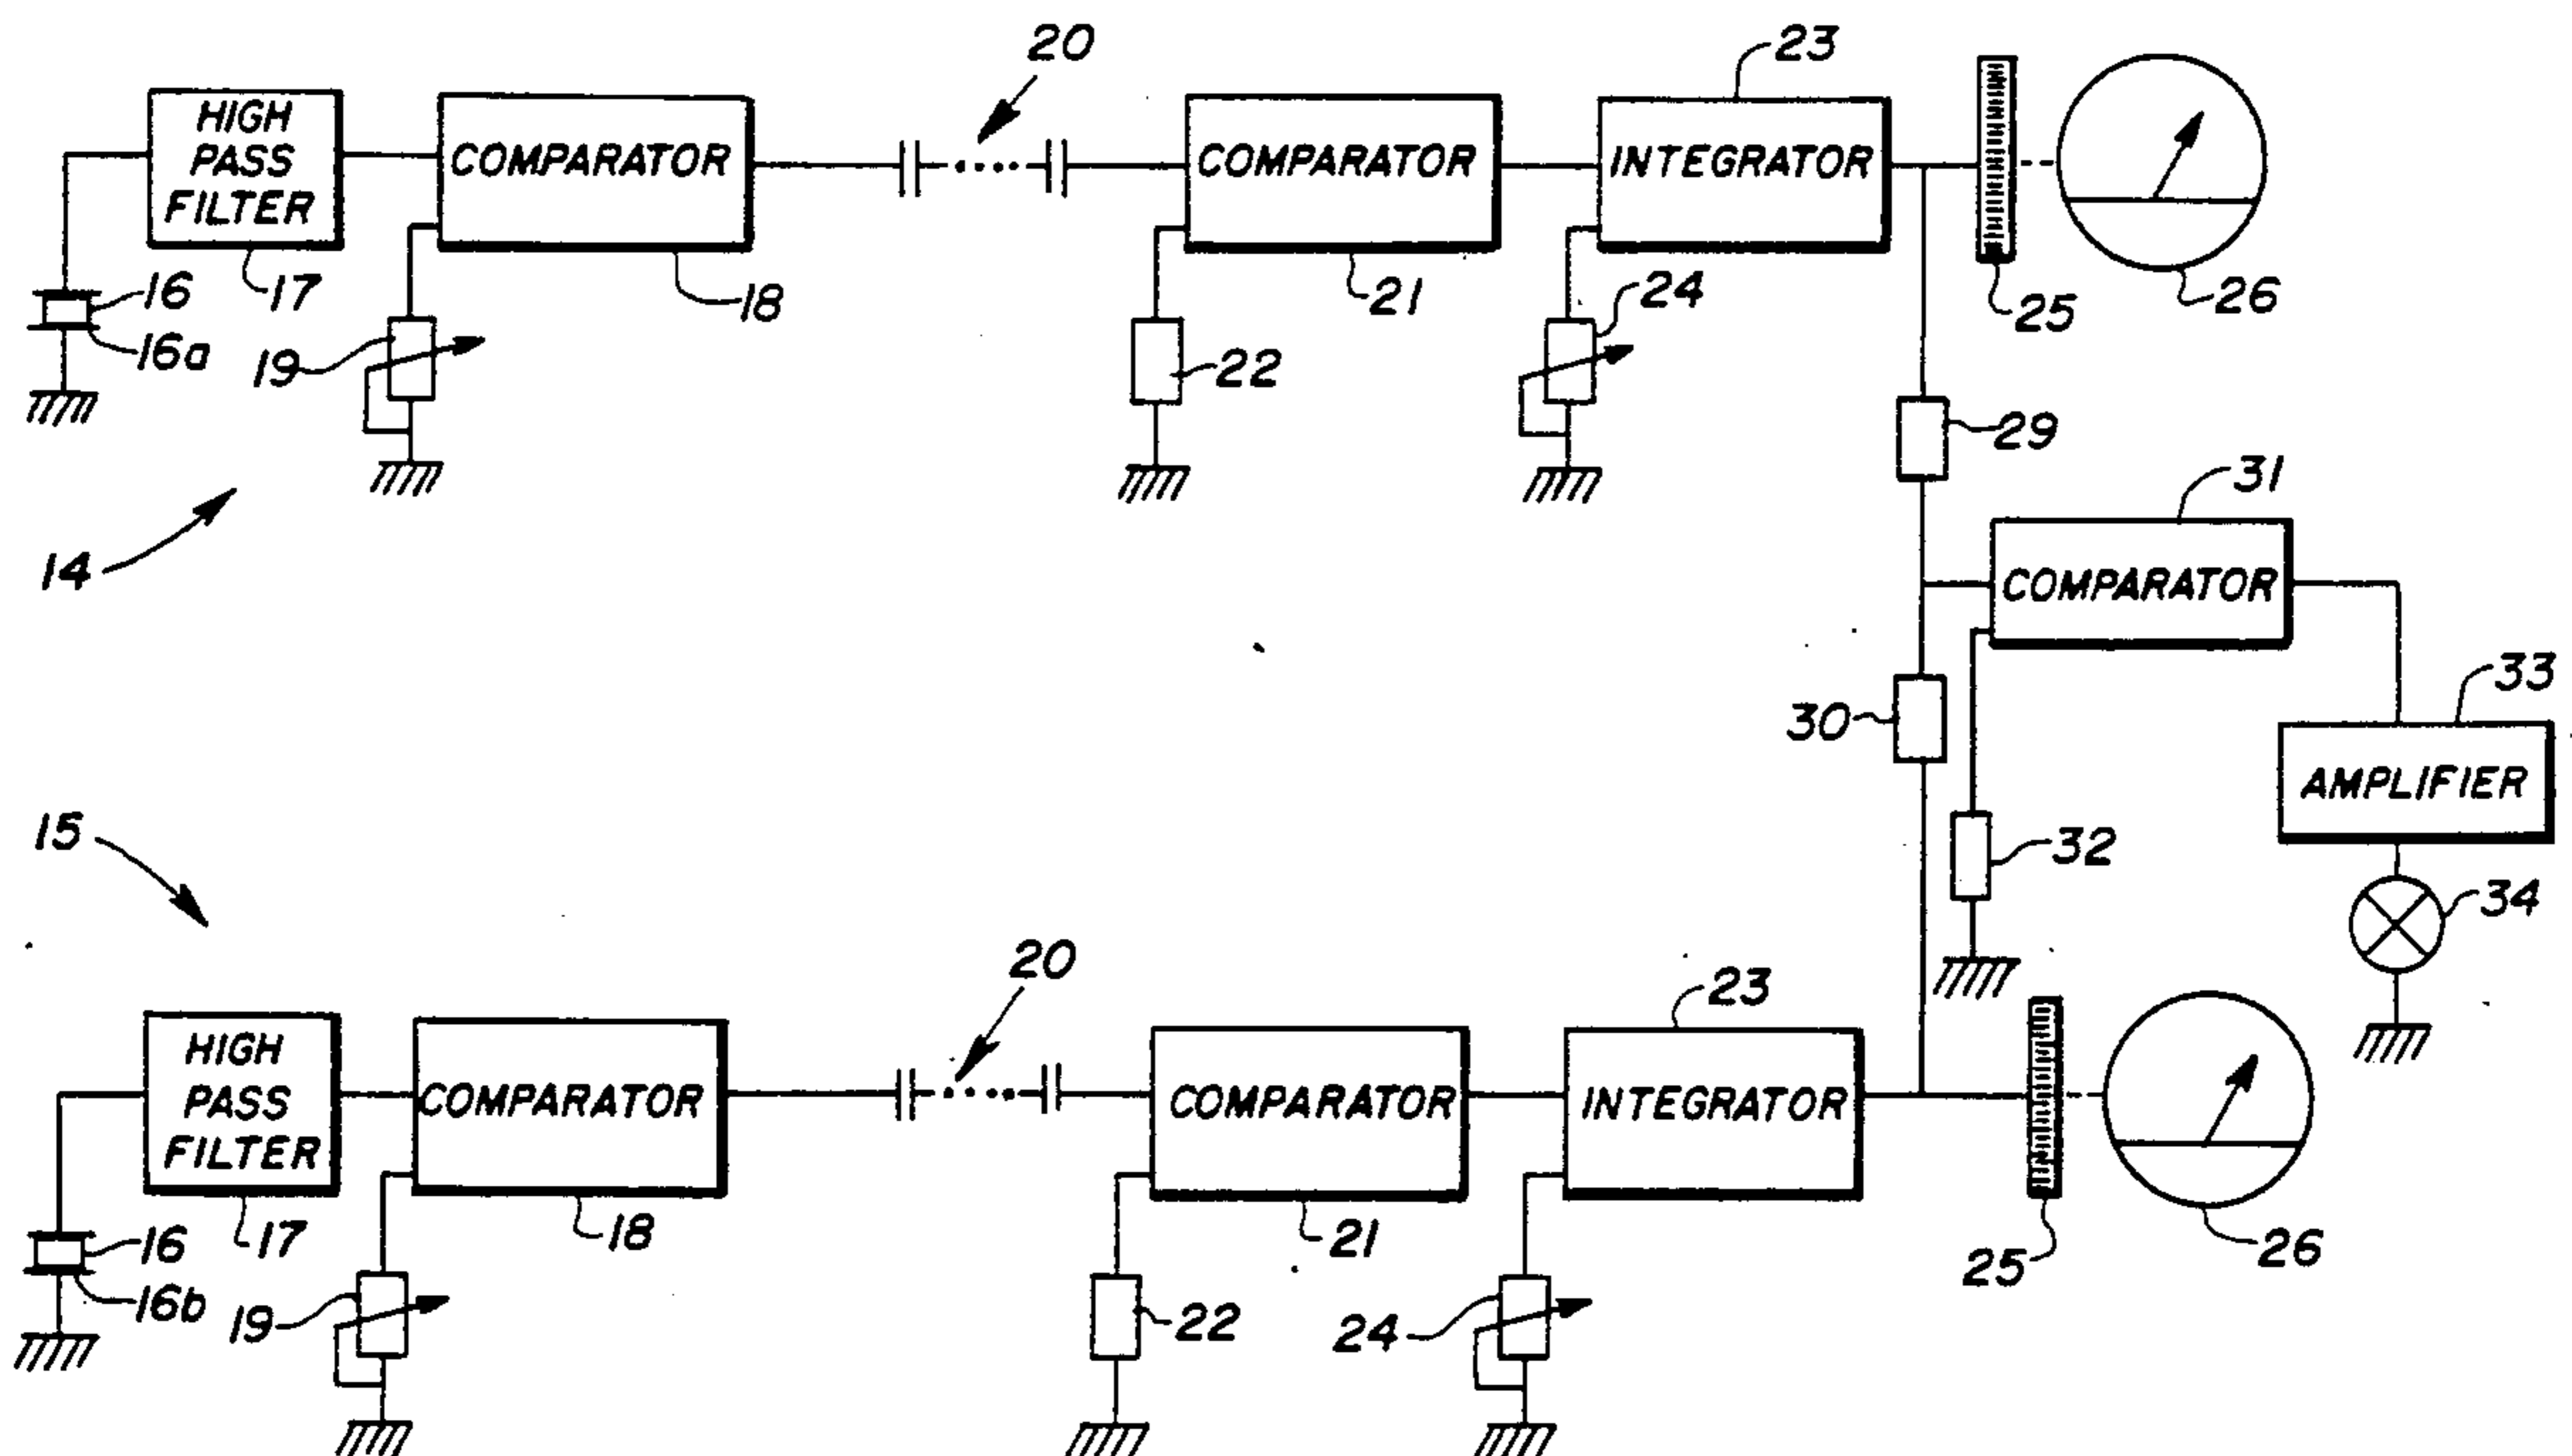 20
23
HIGH
PASS
FILTER
COMPARATOR
COMPARATOR
INTEGRATOR
16
16a
17
18
19
21
22
24
25
26
29
14
31
COMPARATOR
30
33
AMPLIFIER
15
32
34
20
23
HIGH
PASS
FILTER
COMPARATOR
COMPARATOR
INTEGRATOR
16
16b
17
18
19
21
22
24
25
26